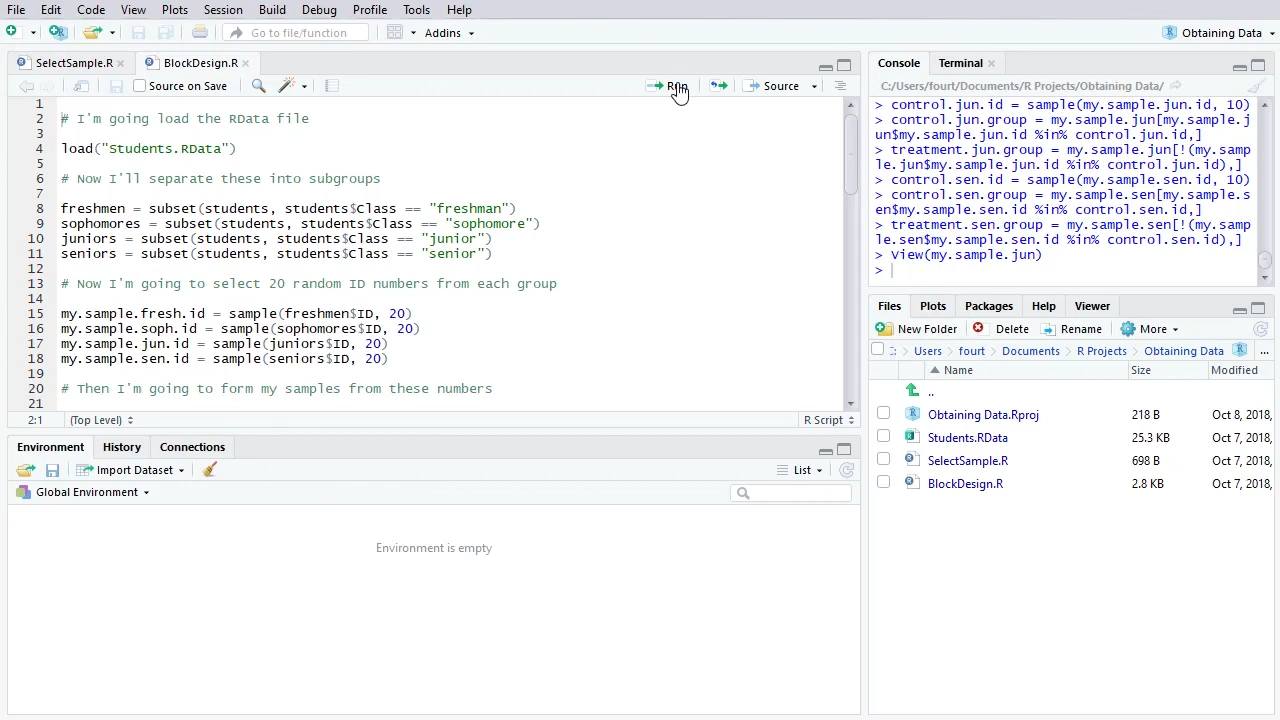 File Edit Code View Plots Session Build Debug Profile Tools Help
Go to file/function Addins Obtaining Data
SelectSample.R BlockDesign.R
Source on Save Run Source
1
2 # I'm going load the RData file
3
4 load("Students.RData")
5
6 # Now I'll separate these into subgroups
7
8 freshmen = subset(students, students$Class == "freshman")
9 sophomores = subset(students, students$Class == "sophomore")
10 juniors = subset(students, students$Class == "junior")
11 seniors = subset(students, students$Class == "senior")
12
13 # Now I'm going to select 20 random ID numbers from each group
14
15 my.sample.fresh.id = sample(freshmen$ID, 20)
16 my.sample.soph.id = sample(sophomores$ID, 20)
17 my.sample.jun.id = sample(juniors$ID, 20)
18 my.sample.sen.id = sample(seniors$ID, 20)
19
20 # Then I'm going to form my samples from these numbers
21
2:1 (Top Level) R Script
Environment History Connections
Import Dataset List
Global Environment
Environment is empty
Console Terminal
C:/Users/fourt/Documents/R Projects/Obtaining Data/
> control.jun.id = sample(my.sample.jun.id, 10)
> control.jun.group = my.sample.jun[my.sample.j
un$my.sample.jun.id %in% control.jun.id,]
> treatment.jun.group = my.sample.jun[!(my.samp
le.jun$my.sample.jun.id %in% control.jun.id),]
> control.sen.id = sample(my.sample.sen.id, 10)
> control.sen.group = my.sample.sen[my.sample.s
en$my.sample.sen.id %in% control.sen.id,]
> treatment.sen.group = my.sample.sen[!(my.samp
le.sen$my.sample.sen.id %in% control.sen.id),]
> View(my.sample.jun)
>
Files Plots Packages Help Viewer
New Folder Delete Rename More
Users fourt Documents R Projects Obtaining Data ...
Name Size Modified
..
Obtaining Data.Rproj 218 B Oct 8, 2018,
Students.RData 25.3 KB Oct 7, 2018,
SelectSample.R 698 B Oct 7, 2018,
BlockDesign.R 2.8 KB Oct 7, 2018,